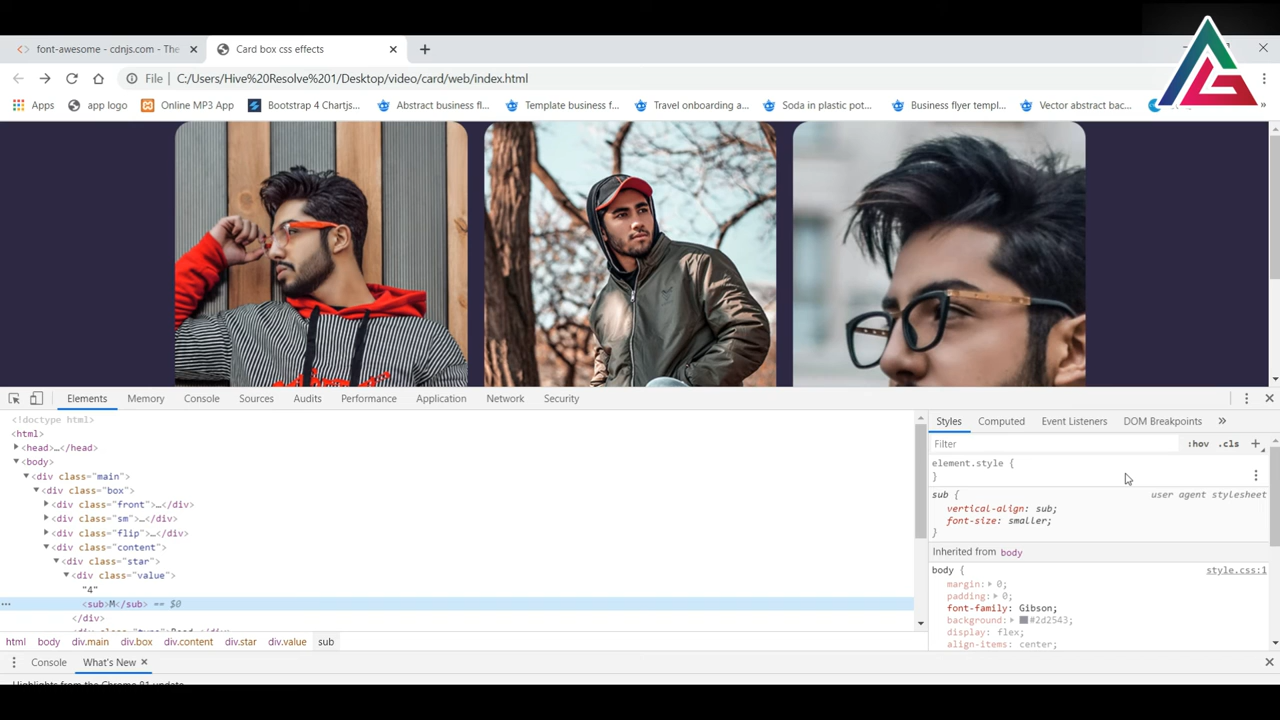 font-awesome - cdnjs.com - The
Card box css effects
File
C:/Users/Hive%20Resolve%201/Desktop/video/card/web/index.html
Apps
app logo
Online MP3 App
Bootstrap 4 Chartjs...
Abstract business fl...
Template business f...
Travel onboarding a...
Soda in plastic pot...
Business flyer templ...
Vector abstract bac...
»
Elements
Memory
Console
Sources
Audits
Performance
Application
Network
Security
<!doctype html>
<html>
<head>...</head>
<body>
<div class="main">
<div class="box">
<div class="front">...</div>
<div class="sm">...</div>
<div class="flip">...</div>
<div class="content">
<div class="star">
<div class="value">
"4"
<sub>M</sub> == $0
</div>
html body div.main div.box div.content div.star div.value sub
Styles
Computed
Event Listeners
DOM Breakpoints
»
Filter
:hov .cls +
element.style {
}
sub { user agent stylesheet
vertical-align: sub;
font-size: smaller;
}
Inherited from body
body { style.css:1
margin: 0;
padding: 0;
font-family: Gibson;
background: #2d2543;
display: flex;
align-items: center;
Console
What's New
Highlights from the Chrome 81 update